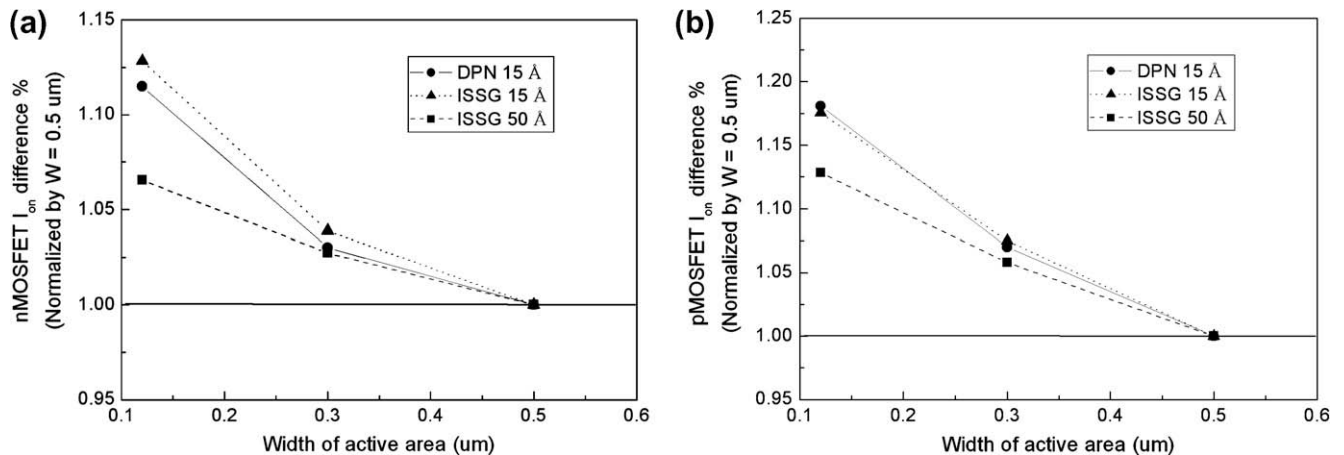 (a)
nMOSFET I_on difference %
(Normalized by W = 0.5 um)
1.15
1.10
1.05
1.00
0.95
DPN 15 Å
ISSG 15 Å
ISSG 50 Å
0.1 0.2 0.3 0.4 0.5 0.6
Width of active area (um)
(b)
pMOSFET I_on difference %
(Normalized by W = 0.5 um)
1.25
1.20
1.15
1.10
1.05
1.00
0.95
DPN 15 Å
ISSG 15 Å
ISSG 50 Å
0.1 0.2 0.3 0.4 0.5 0.6
Width of active area (um)